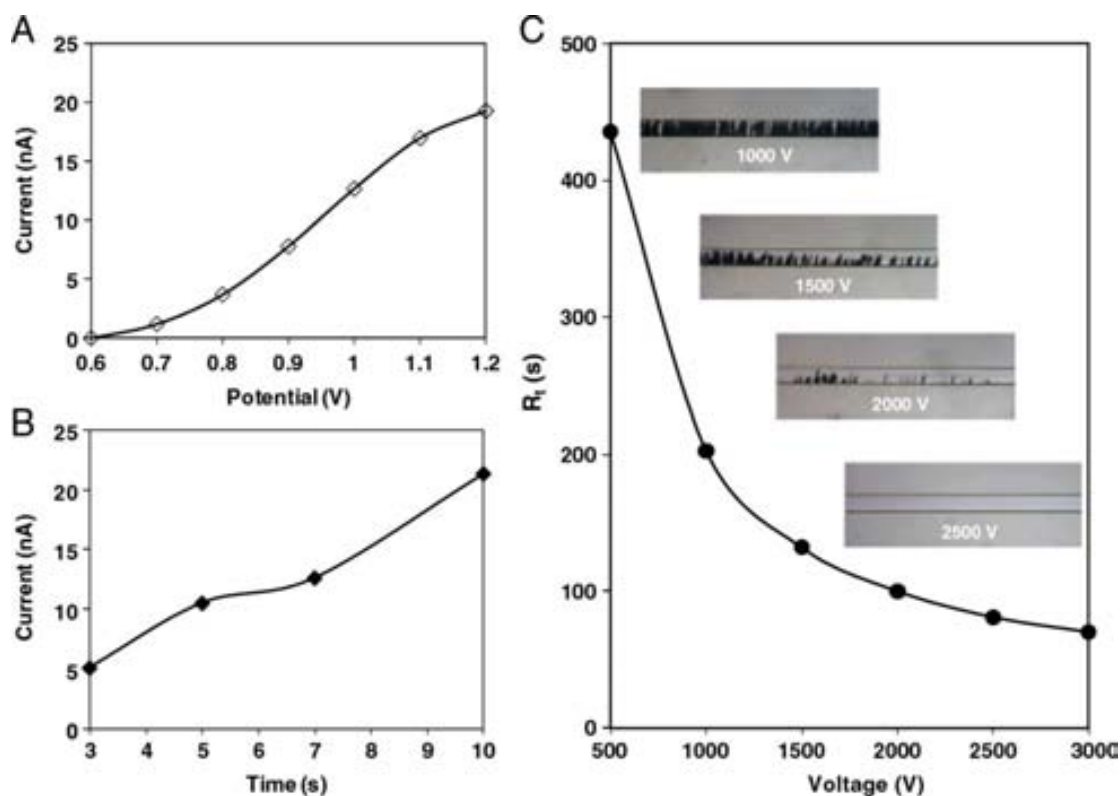 A
25
20
15
10
5
0
Current (nA)
0.6 0.7 0.8 0.9 1 1.1 1.2
Potential (V)
B
25
20
15
10
5
0
Current (nA)
3 4 5 6 7 8 9 10
Time (s)
C
500
400
300
200
100
0
Rt (s)
1000 V
1500 V
2000 V
2500 V
500 1000 1500 2000 2500 3000
Voltage (V)